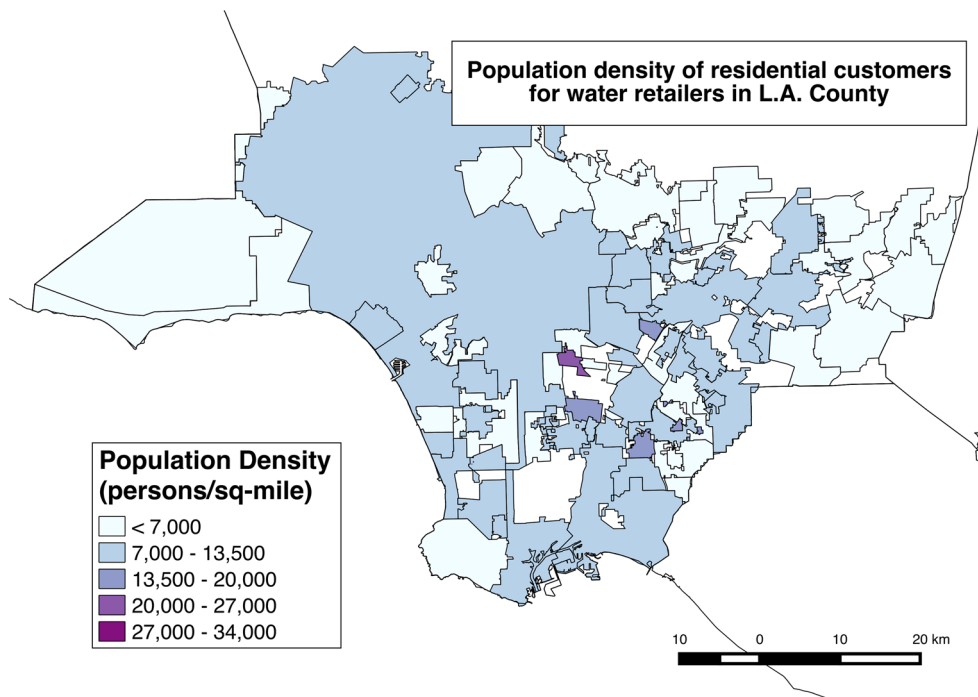 Population density of residential customers
for water retailers in L.A. County
Population Density
(persons/sq-mile)
< 7,000
7,000 - 13,500
13,500 - 20,000
20,000 - 27,000
27,000 - 34,000
10 0 10 20 km